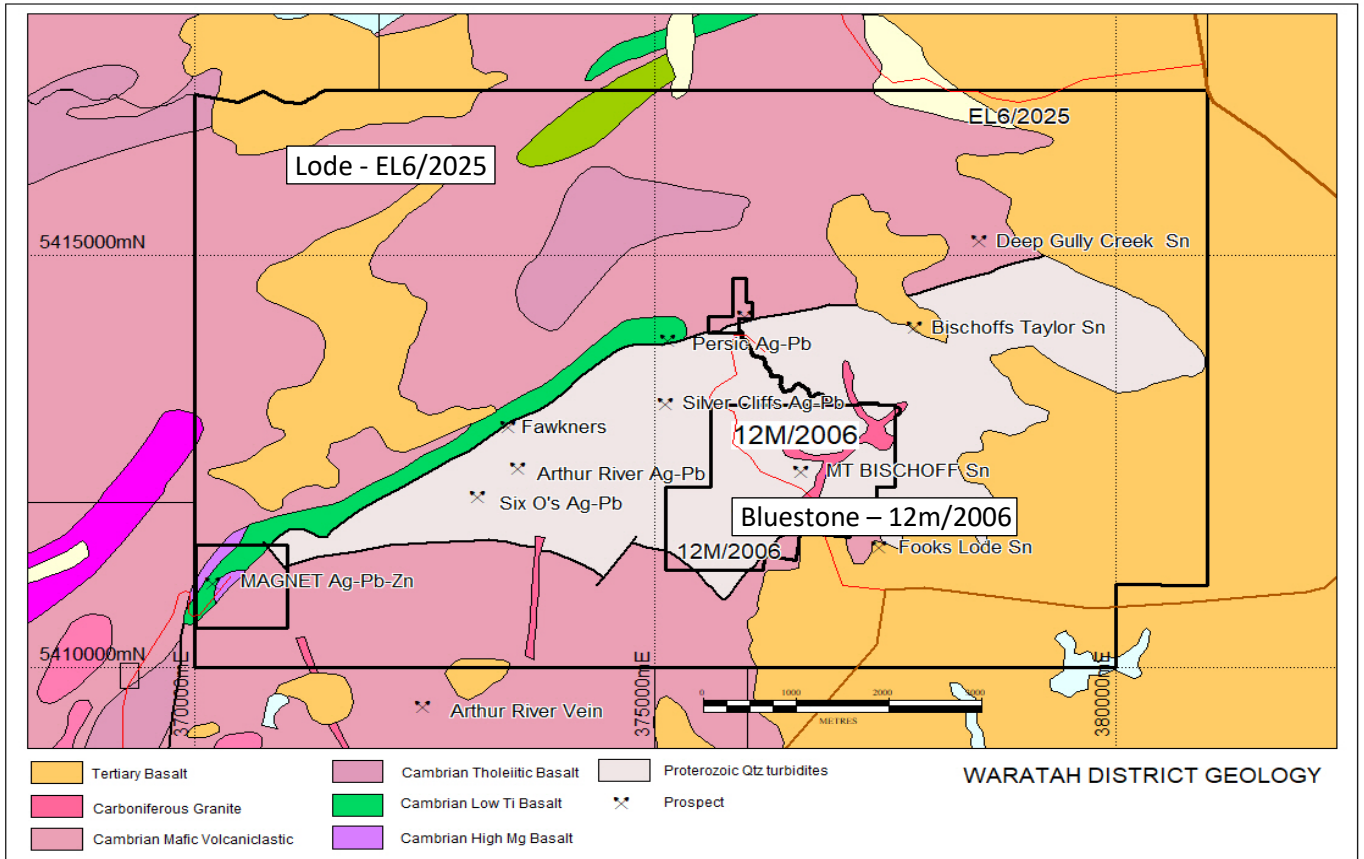 EL6/2025
Lode - EL6/2025
5415000mN
Deep Gully Creek Sn
Bischoffs Taylor Sn
Persic Ag-Pb
Silver Cliffs Ag-Pb
Fawkners
12M/2006
Arthur River Ag-Pb
MT BISCHOFF Sn
Six O's Ag-Pb
Bluestone – 12m/2006
12M/2006
Fooks Lode Sn
MAGNET Ag-Pb-Zn
5410000mN
370000mE
375000mE
380000mE
Arthur River Vein
0 1000 2000 3000
METRES
Tertiary Basalt
Cambrian Tholeiitic Basalt
Proterozoic Qtz turbidites
WARATAH DISTRICT GEOLOGY
Carboniferous Granite
Cambrian Low Ti Basalt
Prospect
Cambrian Mafic Volcaniclastic
Cambrian High Mg Basalt